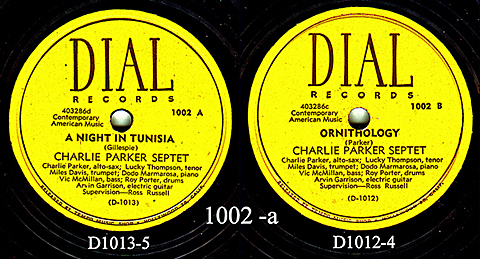 DIAL
RECORDS
403286d
Contemporary
American Music
1002 A
A NIGHT IN TUNISIA
(Gillespie)
CHARLIE PARKER SEPTET
Charlie Parker, alto-sax; Lucky Thompson, tenor
Miles Davis, trumpet; Dodo Marmarosa, piano
Vic McMillan, bass; Roy Porter, drums
Arvin Garrison, electric guitar
Supervision—Ross Russell
(D-1013)
DIAL
RECORDS
403286c
Contemporary
American Music
1002 B
ORNITHOLOGY
(Parker)
CHARLIE PARKER SEPTET
Charlie Parker, alto-sax; Lucky Thompson, tenor
Miles Davis, trumpet; Dodo Marmarosa, piano
Vic McMillan, bass; Roy Porter, drums
Arvin Garrison, electric guitar
Supervision—Ross Russell
(D-1012)
1002 -a
D1013-5
D1012-4